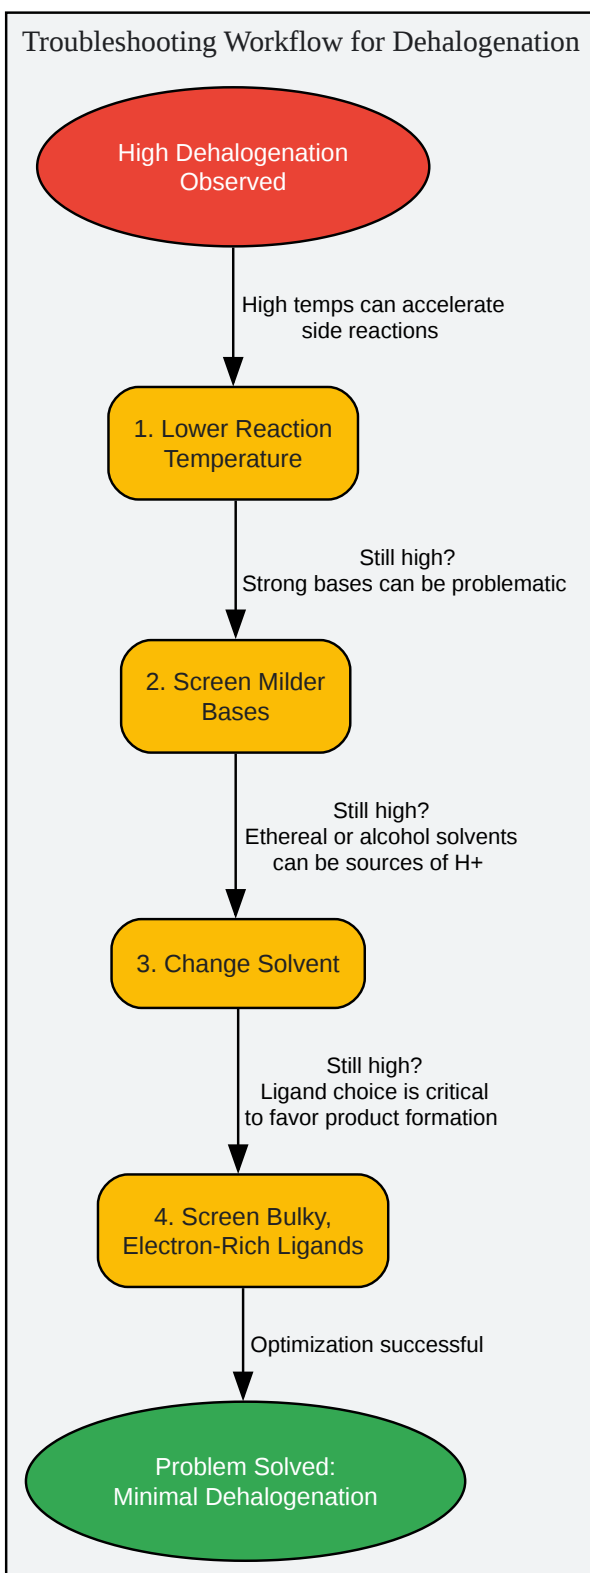 Troubleshooting Workflow for Dehalogenation
High Dehalogenation
Observed
High temps can accelerate
side reactions
1. Lower Reaction
Temperature
Still high?
Strong bases can be problematic
2. Screen Milder
Bases
Still high?
Ethereal or alcohol solvents
can be sources of H+
3. Change Solvent
Still high?
Ligand choice is critical
to favor product formation
4. Screen Bulky,
Electron-Rich Ligands
Optimization successful
Problem Solved:
Minimal Dehalogenation